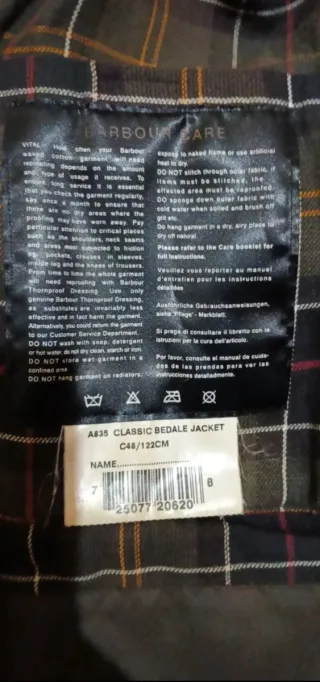 BARBOUR CARE
VITAL - How often your Barbour
waxed cotton garment will need
reproofing depends on the amount
and type of usage it receives. To
ensure long service it is essential
that you check the garment regularly,
say once a month to ensure that
there are no dry areas where the
proofing may have worn away. Pay
particular attention to critical places
such as the shoulders, neck seams
and areas most subjected to friction
eg. pockets, creases in sleeves,
inside leg and the knees of trousers.
From time to time the whole garment
will need reproofing with Barbour
Thornproof Dressing. Use only
genuine Barbour Thornproof Dressing,
as substitutes are invariably less
effective and in fact harm the garment.
Alternatively, you could return the garment
to our Customer Service Department.
DO NOT wash with soap, detergent
or hot water, do not dry clean, starch or iron.
DO NOT store wet garment in a
confined area
DO NOT hang garment on radiators,
expose to naked flame or use artificial
heat to dry.
DO NOT stitch through outer fabric, if
items must be stitched, the
affected area must be reproofed.
DO sponge down outer fabric with
cold water when soiled and brush off
grit etc.
Do hang garment in a dry, airy place to
dry off natural.
Please refer to the Care booklet for
full instructions.
Veuillez vous reporter au manuel
d'entretien pour les instructions
détaillées
Ausführliche Gebrauchsanweisungen,
siehe 'Pflege' - Merkblatt.
Si prega di consultare il libretto con le
istruzioni per la cura dell'articolo.
Por favor, consulte el manual de cuida-
dos de las prendas para ver las
instrucciones detalladamente.
A835 CLASSIC BEDALE JACKET
C48/122CM
NAME....................
7 25077 20620 8